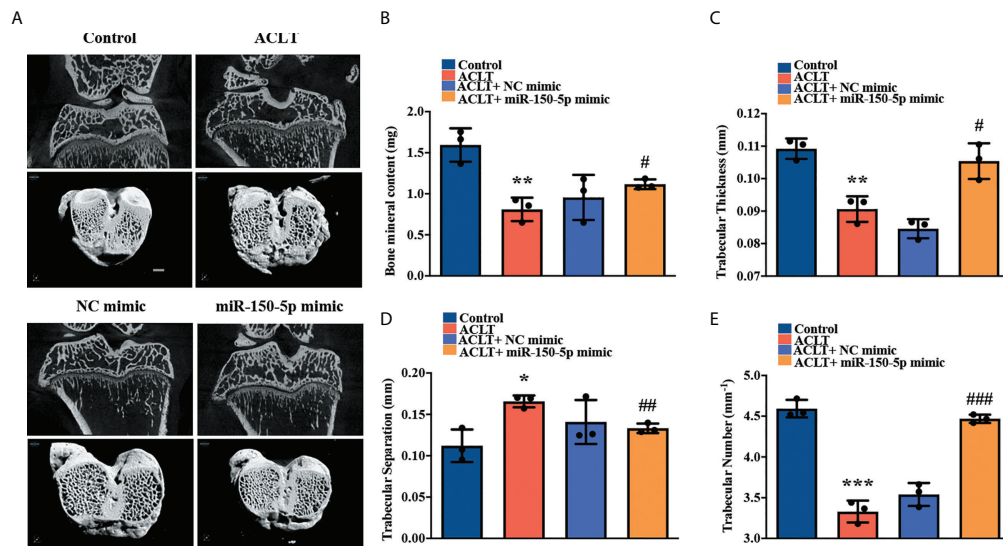 A
Control
ACLT
NC mimic
miR-150-5p mimic
B
Control
ACLT
ACLT+ NC mimic
ACLT+ miR-150-5p mimic
Bone mineral content (mg)
2.0
1.5
1.0
0.5
0.0
**
#
C
Control
ACLT
ACLT+ NC mimic
ACLT+ miR-150-5p mimic
Trabecular Thickness (mm)
0.12
0.11
0.09
0.08
0.07
**
#
D
Control
ACLT
ACLT+ NC mimic
ACLT+ miR-150-5p mimic
Trabecular Separation (mm)
0.20
0.15
0.10
0.05
0.00
*
##
E
Control
ACLT
ACLT+ NC mimic
ACLT+ miR-150-5p mimic
Trabecular Number (mm-1)
5.0
4.5
4.0
3.5
3.0
***
###